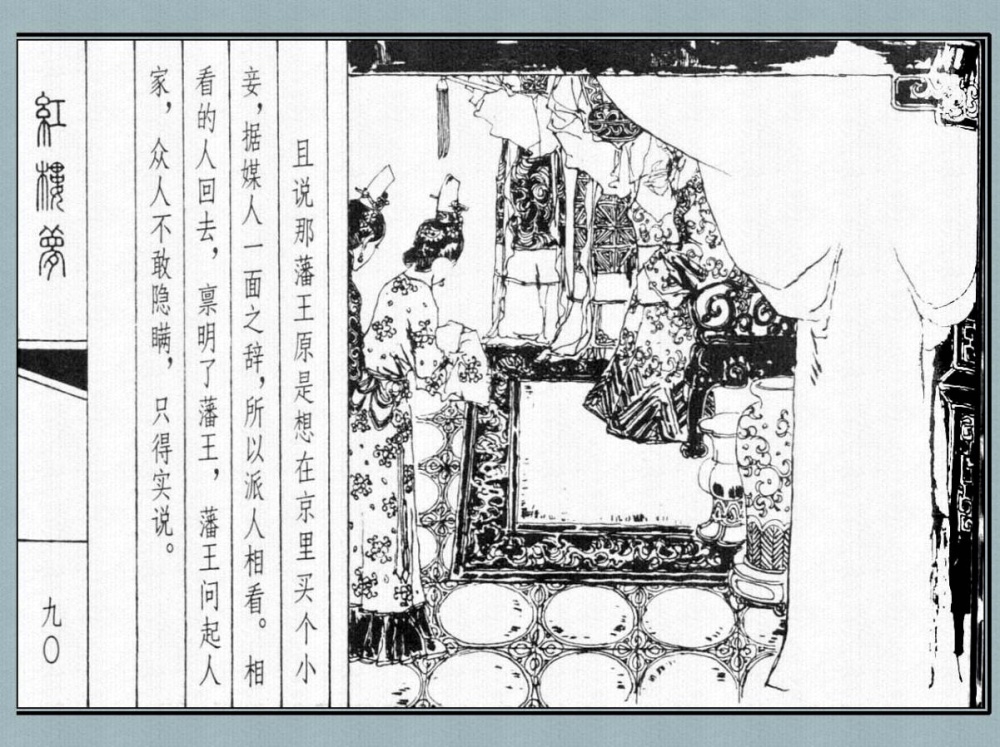 且说那藩王原是想在京里买个小
妾，据媒人一面之辞，所以派人相看。相
看的人回去，禀明了藩王，藩王问起人
家，众人不敢隐瞒，只得实说。
紅樓夢
九〇